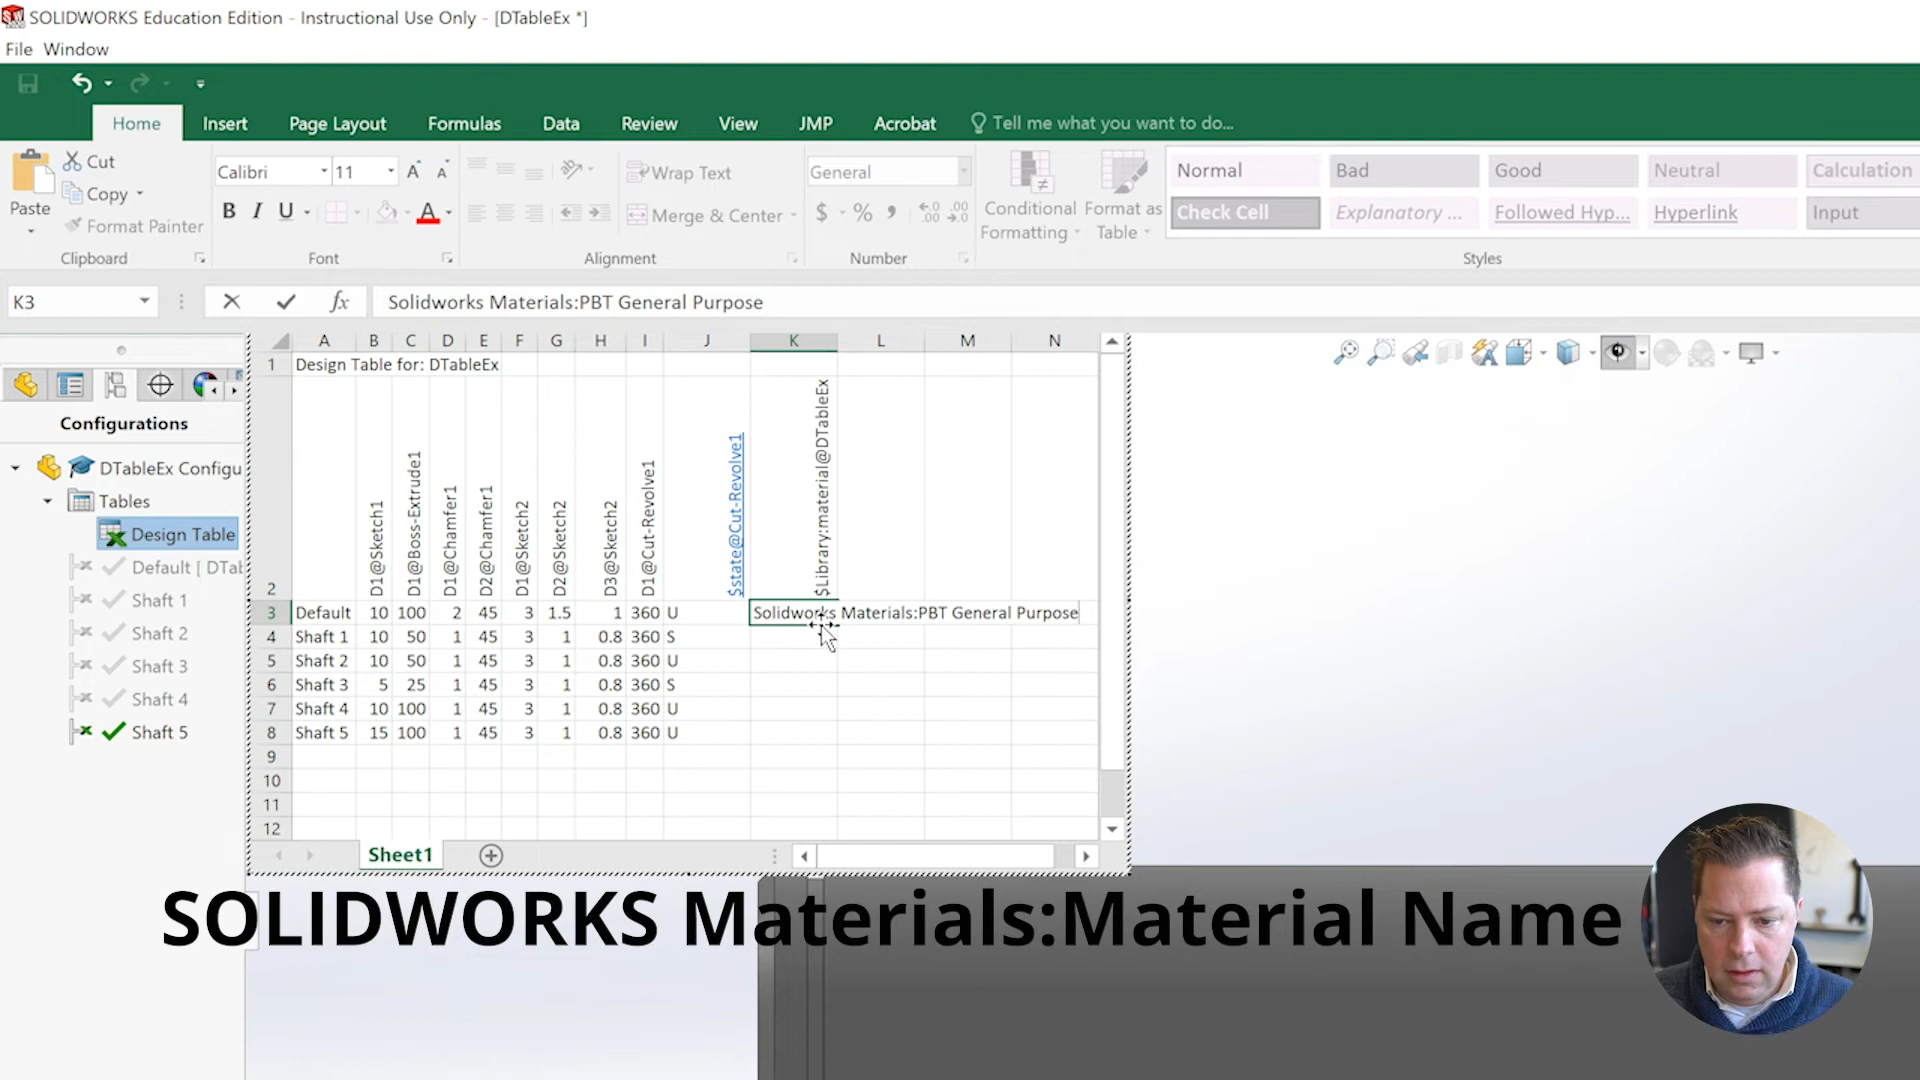 SOLIDWORKS Education Edition - Instructional Use Only - [DTableEx *]
File Window
Home Insert Page Layout Formulas Data Review View JMP Acrobat Tell me what you want to do...
Paste Cut Calibri 11 Wrap Text General Conditional Formatting Format as Table Normal Bad Good Neutral Calculation
Copy B I U A Merge & Center $ % Check Cell Explanatory ... Followed Hyp... Hyperlink Input
Format Painter
Clipboard Font Alignment Number Styles
K3 fx Solidworks Materials:PBT General Purpose
A B C D E F G H I J K L M N
1 Design Table for: DTableEx
2 D1@Sketch1 D1@Boss-Extrude1 D1@Chamfer1 D2@Chamfer1 D1@Sketch2 D2@Sketch2 D3@Sketch2 D1@Cut-Revolve1 $state@Cut-Revolve1 $Library:material@DTableEx
3 Default 10 100 2 45 3 1.5 1 360 U Solidworks Materials:PBT General Purpose
4 Shaft 1 10 50 1 45 3 1 0.8 360 S
5 Shaft 2 10 50 1 45 3 1 0.8 360 U
6 Shaft 3 5 25 1 45 3 1 0.8 360 S
7 Shaft 4 10 100 1 45 3 1 0.8 360 U
8 Shaft 5 15 100 1 45 3 1 0.8 360 U
9
10
11
12
Sheet1
Configurations
DTableEx Configu
Tables
Design Table
Default [ DTab
Shaft 1
Shaft 2
Shaft 3
Shaft 4
Shaft 5
SOLIDWORKS Materials:Material Name